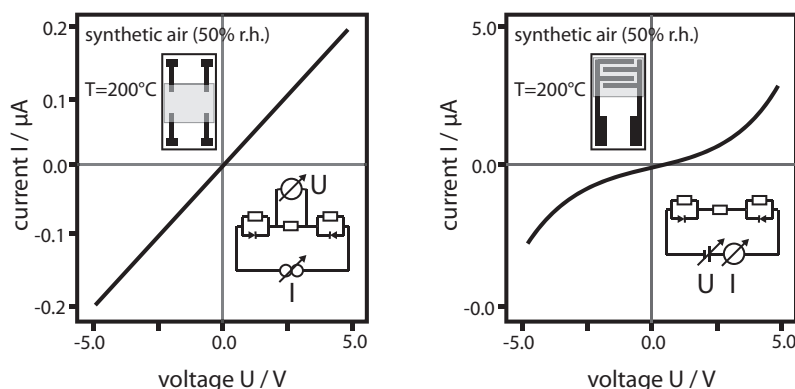 0.2
synthetic air (50% r.h.)
T=200°C
0.1
0.0
-0.1
-0.2
current I / µA
U
I
-5.0
0.0
5.0
voltage U / V
5.0
synthetic air (50% r.h.)
T=200°C
0.0
-0.0
current I / µA
U I
-5.0
0.0
5.0
voltage U / V